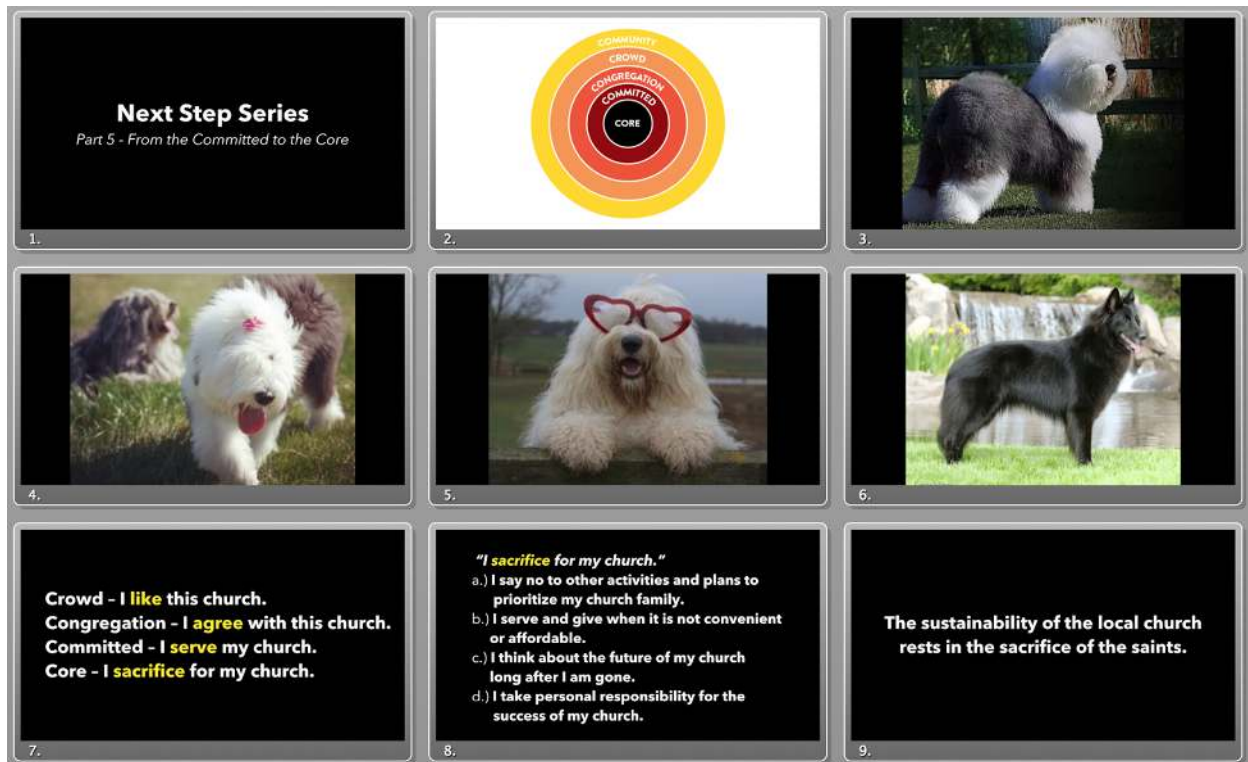 Next Step Series
Part 5 - From the Committed to the Core
1.
COMMUNITY
CROWD
CONGREGATION
COMMITTED
CORE
2.
3.
4.
5.
6.
Crowd – I like this church.
Congregation – I agree with this church.
Committed – I serve my church.
Core – I sacrifice for my church.
7.
“I sacrifice for my church.”
a.) I say no to other activities and plans to
prioritize my church family.
b.) I serve and give when it is not convenient
or affordable.
c.) I think about the future of my church
long after I am gone.
d.) I take personal responsibility for the
success of my church.
8.
The sustainability of the local church
rests in the sacrifice of the saints.
9.